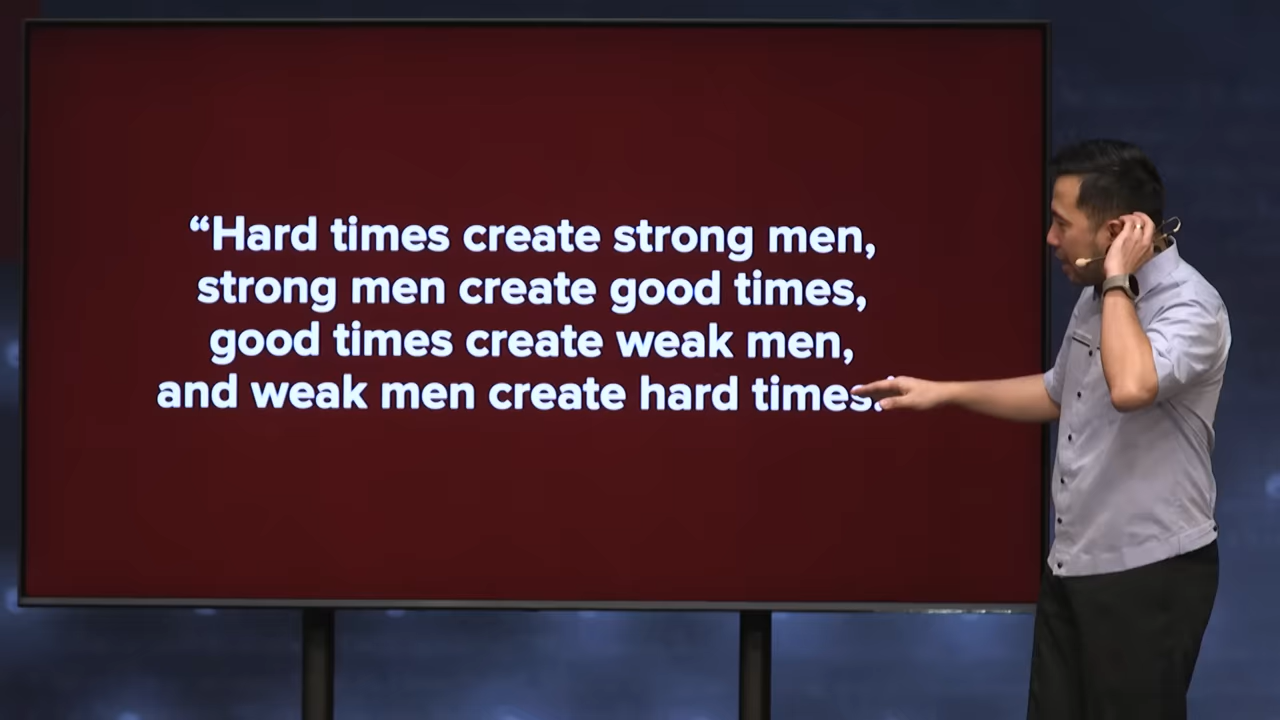 “Hard times create strong men,
strong men create good times,
good times create weak men,
and weak men create hard times.”